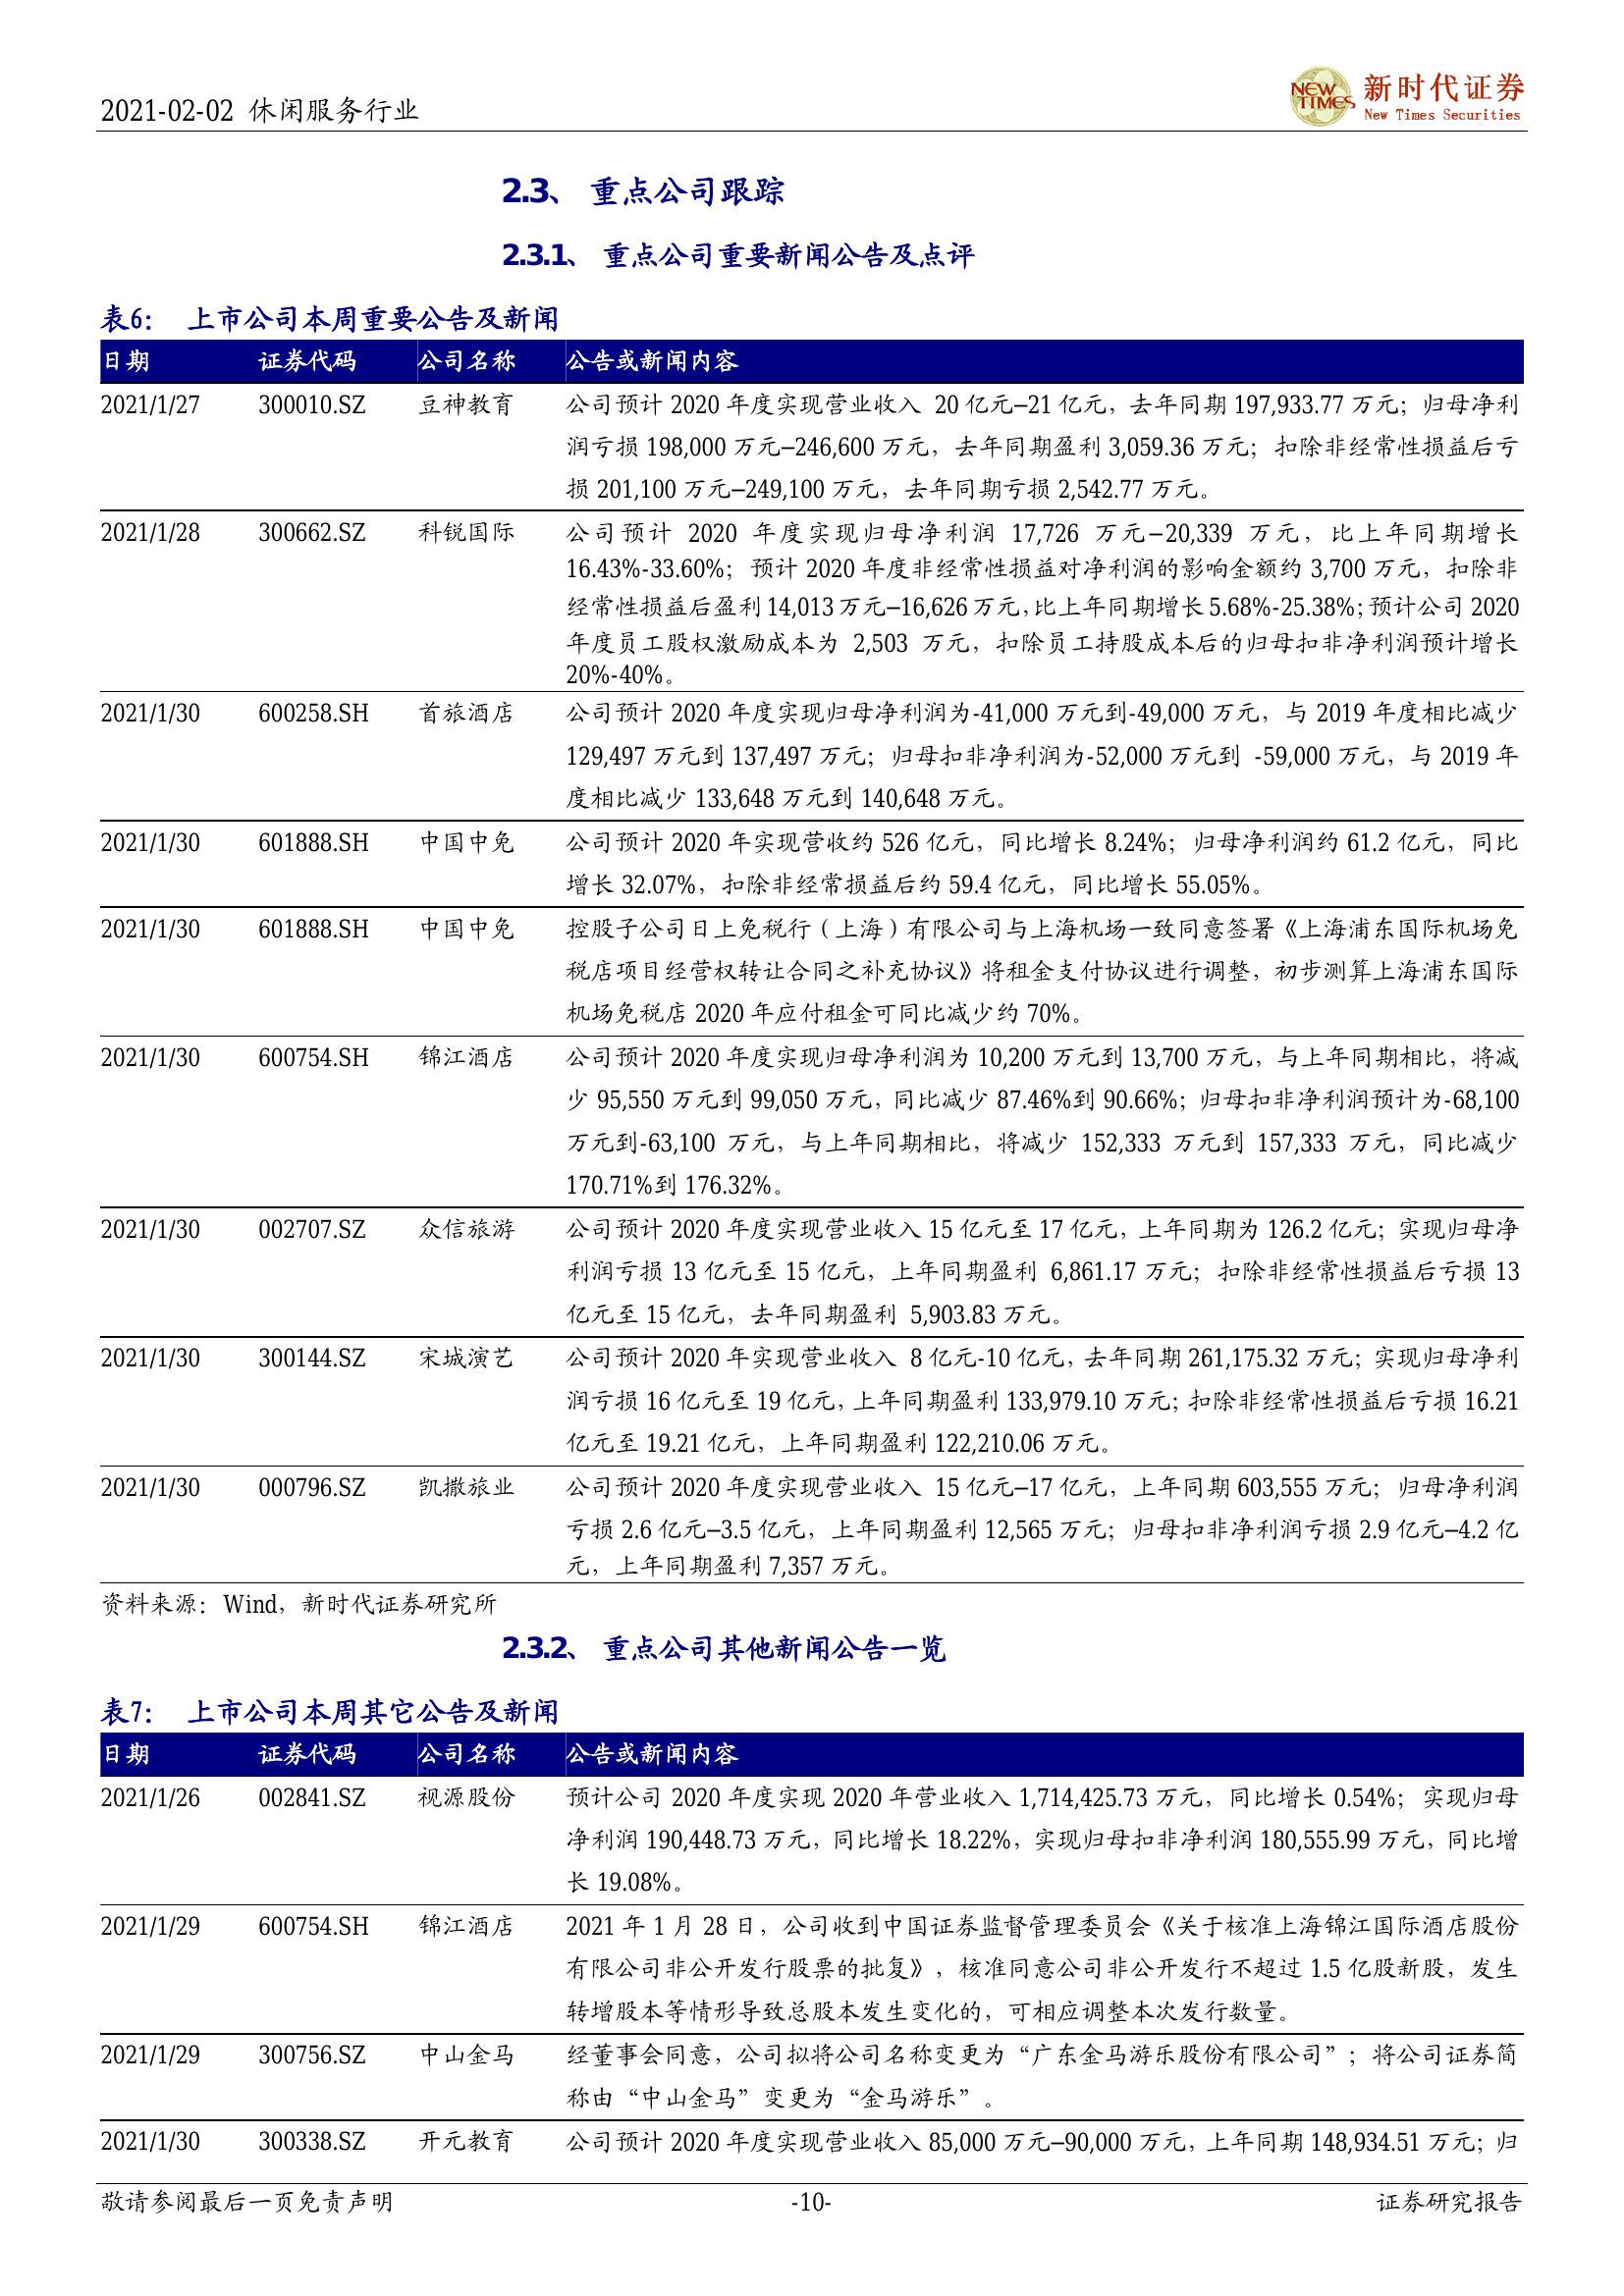 2021-02-02 休闲服务行业
NEW TIMES 新时代证券
New Times Securities
2.3、 重点公司跟踪
2.3.1、 重点公司重要新闻公告及点评
表6： 上市公司本周重要公告及新闻
日期 证券代码 公司名称 公告或新闻内容
2021/1/27 300010.SZ 豆神教育 公司预计 2020 年度实现营业收入 20 亿元–21 亿元，去年同期 197,933.77 万元；归母净利
润亏损 198,000 万元–246,600 万元，去年同期盈利 3,059.36 万元；扣除非经常性损益后亏
损 201,100 万元–249,100 万元，去年同期亏损 2,542.77 万元。
2021/1/28 300662.SZ 科锐国际 公司预计 2020 年度实现归母净利润 17,726 万元–20,339 万元，比上年同期增长
16.43%-33.60%；预计 2020 年度非经常性损益对净利润的影响金额约 3,700 万元，扣除非
经常性损益后盈利 14,013 万元–16,626 万元，比上年同期增长 5.68%-25.38%；预计公司 2020
年度员工股权激励成本为 2,503 万元，扣除员工持股成本后的归母扣非净利润预计增长
20%-40%。
2021/1/30 600258.SH 首旅酒店 公司预计 2020 年度实现归母净利润为-41,000 万元到-49,000 万元，与 2019 年度相比减少
129,497 万元到 137,497 万元；归母扣非净利润为-52,000 万元到 -59,000 万元，与 2019 年
度相比减少 133,648 万元到 140,648 万元。
2021/1/30 601888.SH 中国中免 公司预计 2020 年实现营收约 526 亿元，同比增长 8.24%；归母净利润约 61.2 亿元，同比
增长 32.07%，扣除非经常损益后约 59.4 亿元，同比增长 55.05%。
2021/1/30 601888.SH 中国中免 控股子公司日上免税行（上海）有限公司与上海机场一致同意签署《上海浦东国际机场免
税店项目经营权转让合同之补充协议》将租金支付协议进行调整，初步测算上海浦东国际
机场免税店 2020 年应付租金可同比减少约 70%。
2021/1/30 600754.SH 锦江酒店 公司预计 2020 年度实现归母净利润为 10,200 万元到 13,700 万元，与上年同期相比，将减
少 95,550 万元到 99,050 万元，同比减少 87.46%到 90.66%；归母扣非净利润预计为-68,100
万元到-63,100 万元，与上年同期相比，将减少 152,333 万元到 157,333 万元，同比减少
170.71%到 176.32%。
2021/1/30 002707.SZ 众信旅游 公司预计 2020 年度实现营业收入 15 亿元至 17 亿元，上年同期为 126.2 亿元；实现归母净
利润亏损 13 亿元至 15 亿元，上年同期盈利 6,861.17 万元；扣除非经常性损益后亏损 13
亿元至 15 亿元，去年同期盈利 5,903.83 万元。
2021/1/30 300144.SZ 宋城演艺 公司预计 2020 年实现营业收入 8 亿元-10 亿元，去年同期 261,175.32 万元；实现归母净利
润亏损 16 亿元至 19 亿元，上年同期盈利 133,979.10 万元；扣除非经常性损益后亏损 16.21
亿元至 19.21 亿元，上年同期盈利 122,210.06 万元。
2021/1/30 000796.SZ 凯撒旅业 公司预计 2020 年度实现营业收入 15 亿元–17 亿元，上年同期 603,555 万元；归母净利润
亏损 2.6 亿元–3.5 亿元，上年同期盈利 12,565 万元；归母扣非净利润亏损 2.9 亿元–4.2 亿
元，上年同期盈利 7,357 万元。
资料来源：Wind，新时代证券研究所
2.3.2、 重点公司其他新闻公告一览
表7： 上市公司本周其它公告及新闻
日期 证券代码 公司名称 公告或新闻内容
2021/1/26 002841.SZ 视源股份 预计公司 2020 年度实现 2020 年营业收入 1,714,425.73 万元，同比增长 0.54%；实现归母
净利润 190,448.73 万元，同比增长 18.22%，实现归母扣非净利润 180,555.99 万元，同比增
长 19.08%。
2021/1/29 600754.SH 锦江酒店 2021 年 1 月 28 日，公司收到中国证券监督管理委员会《关于核准上海锦江国际酒店股份
有限公司非公开发行股票的批复》，核准同意公司非公开发行不超过 1.5 亿股新股，发生
转增股本等情形导致总股本发生变化的，可相应调整本次发行数量。
2021/1/29 300756.SZ 中山金马 经董事会同意，公司拟将公司名称变更为“广东金马游乐股份有限公司”；将公司证券简
称由“中山金马”变更为“金马游乐”。
2021/1/30 300338.SZ 开元教育 公司预计 2020 年度实现营业收入 85,000 万元–90,000 万元，上年同期 148,934.51 万元；归
敬请参阅最后一页免责声明 -10- 证券研究报告